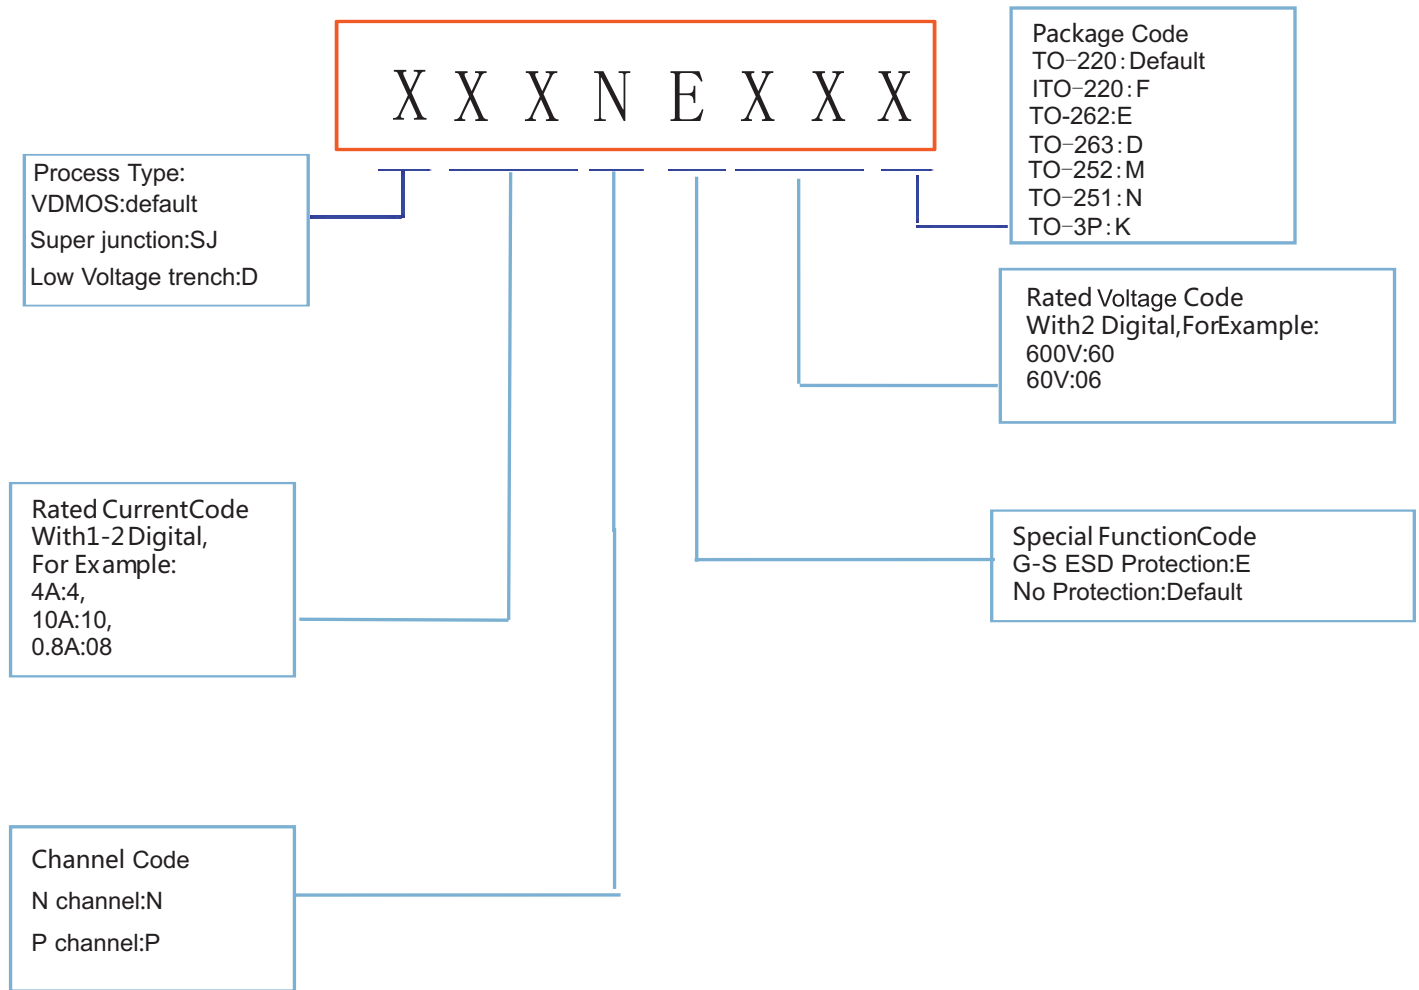 X X X N E X X X
Process Type:
VDMOS:default
Super junction:SJ
Low Voltage trench:D
Package Code
TO-220:Default
ITO-220:F
TO-262:E
TO-263:D
TO-252:M
TO-251:N
TO-3P:K
Rated Voltage Code
With2 Digital,ForExample:
600V:60
60V:06
Rated CurrentCode
With1-2Digital,
For Example:
4A:4,
10A:10,
0.8A:08
Special FunctionCode
G-S ESD Protection:E
No Protection:Default
Channel Code
N channel:N
P channel:P